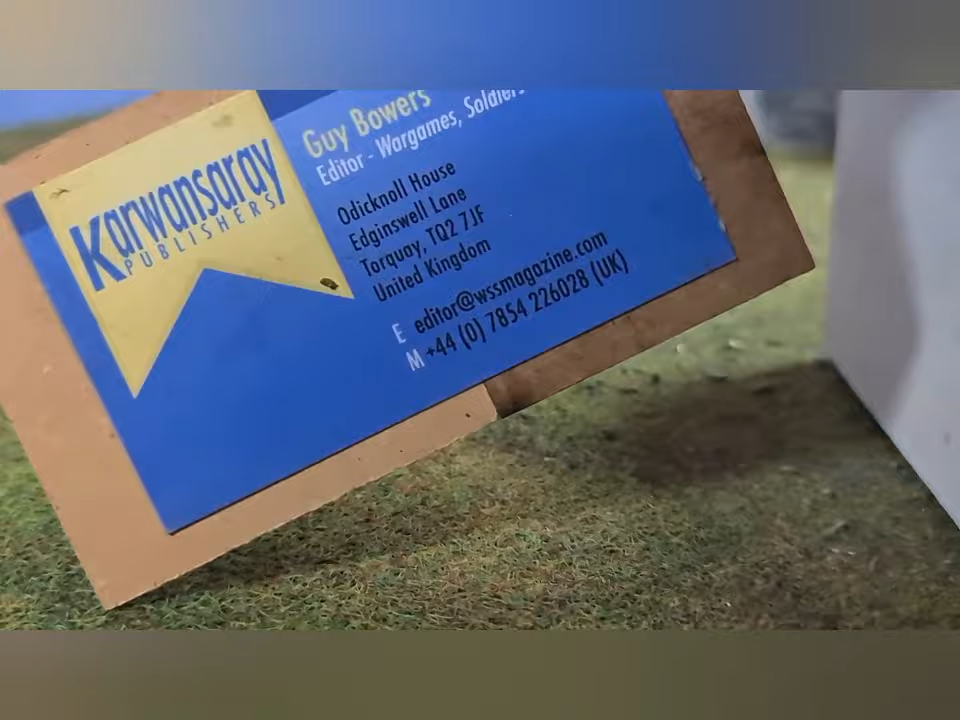 Karwansaray
PUBLISHERS
Guy Bowers
Editor - Wargames, Soldiers
Odicknoll House
Edginswell Lane
Torquay, TQ2 7JF
United Kingdom
E editor@wssmagazine.com
M +44 (0) 7854 226028 (UK)